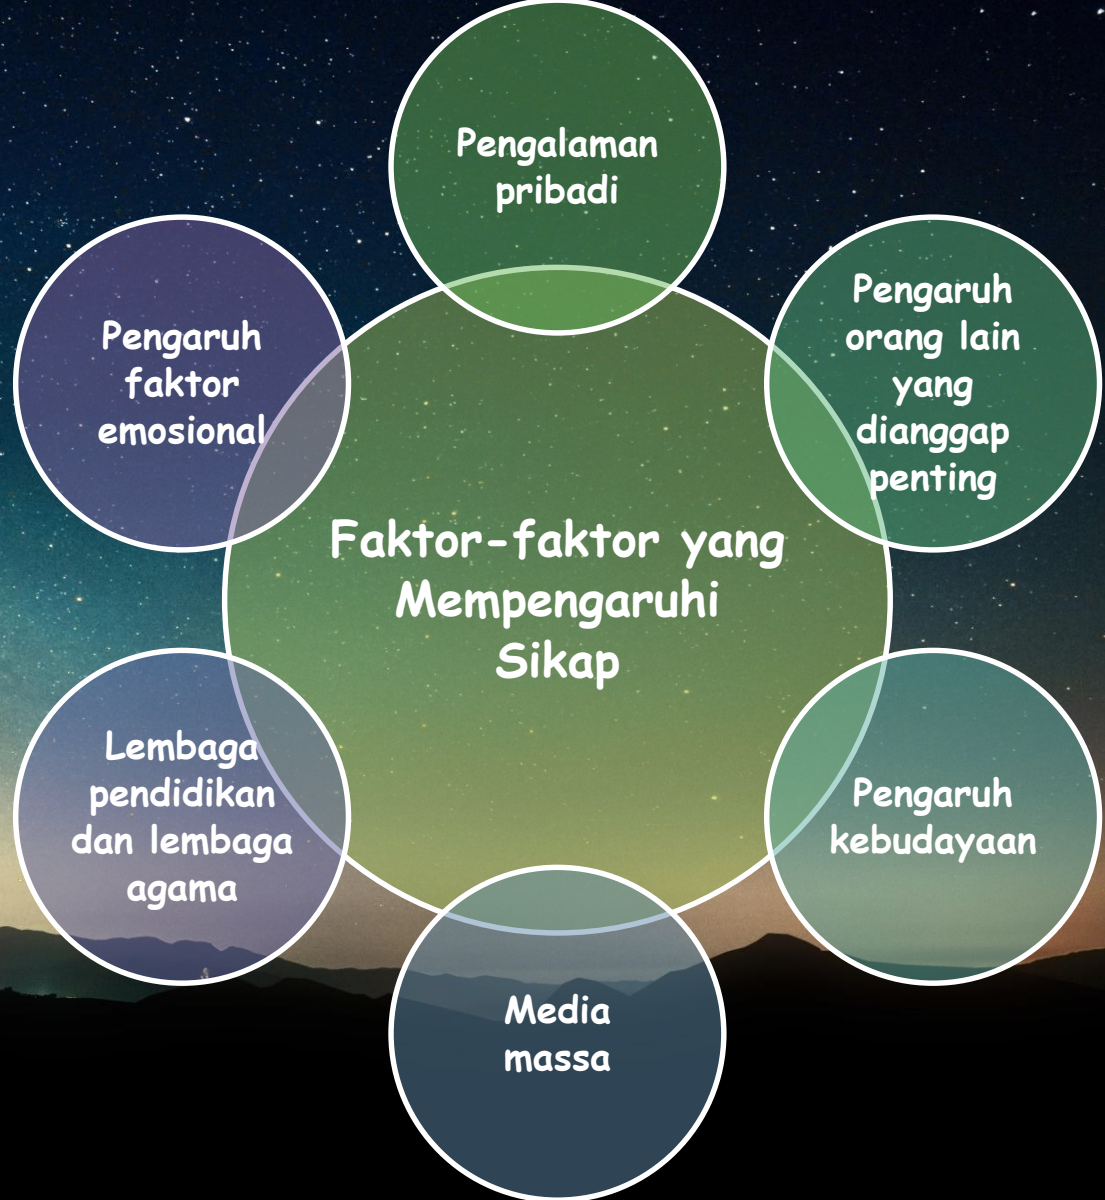 Pengalaman
pribadi
Pengaruh
orang lain
yang
dianggap
penting
Pengaruh
kebudayaan
Media
massa
Lembaga
pendidikan
dan lembaga
agama
Pengaruh
faktor
emosional
Faktor-faktor yang
Mempengaruhi
Sikap